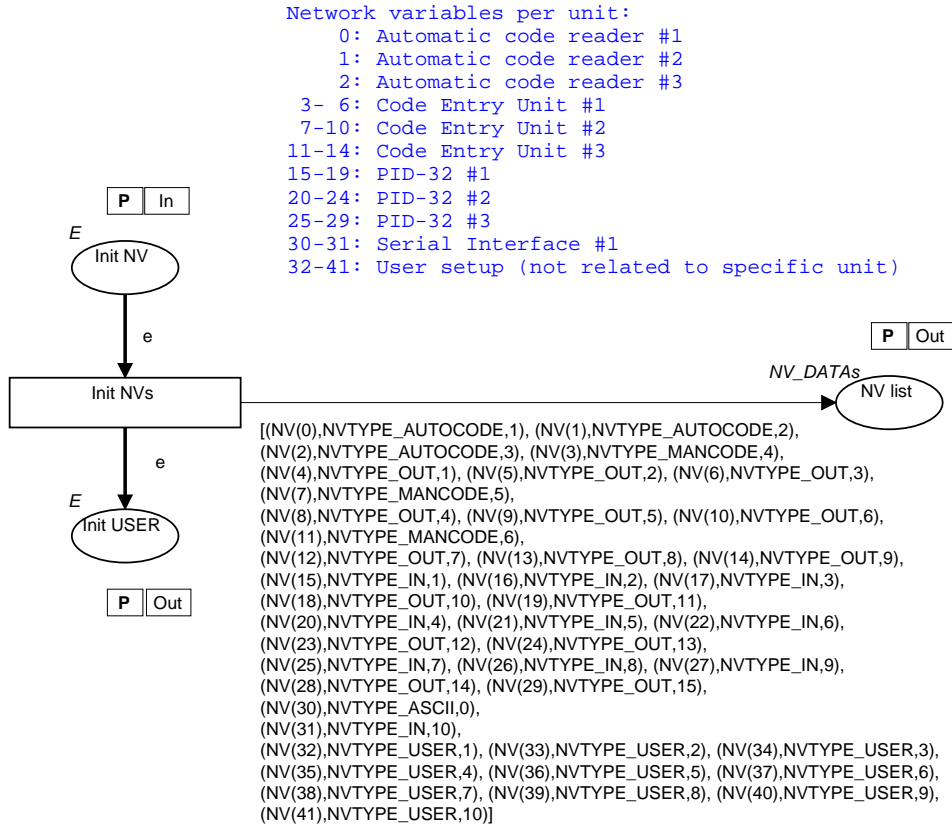 Network variables per unit:
0: Automatic code reader #1
1: Automatic code reader #2
2: Automatic code reader #3
3- 6: Code Entry Unit #1
7-10: Code Entry Unit #2
11-14: Code Entry Unit #3
15-19: PID-32 #1
20-24: PID-32 #2
25-29: PID-32 #3
30-31: Serial Interface #1
32-41: User setup (not related to specific unit)
P In
E
Init NV
e
P Out
NV_DATAs
Init NVs
NV list
[(NV(0),NVTYPE_AUTOCODE,1), (NV(1),NVTYPE_AUTOCODE,2),
(NV(2),NVTYPE_AUTOCODE,3), (NV(3),NVTYPE_MANCODE,4),
(NV(4),NVTYPE_OUT,1), (NV(5),NVTYPE_OUT,2), (NV(6),NVTYPE_OUT,3),
(NV(7),NVTYPE_MANCODE,5),
(NV(8),NVTYPE_OUT,4), (NV(9),NVTYPE_OUT,5), (NV(10),NVTYPE_OUT,6),
(NV(11),NVTYPE_MANCODE,6),
(NV(12),NVTYPE_OUT,7), (NV(13),NVTYPE_OUT,8), (NV(14),NVTYPE_OUT,9),
(NV(15),NVTYPE_IN,1), (NV(16),NVTYPE_IN,2), (NV(17),NVTYPE_IN,3),
(NV(18),NVTYPE_OUT,10), (NV(19),NVTYPE_OUT,11),
(NV(20),NVTYPE_IN,4), (NV(21),NVTYPE_IN,5), (NV(22),NVTYPE_IN,6),
(NV(23),NVTYPE_OUT,12), (NV(24),NVTYPE_OUT,13),
(NV(25),NVTYPE_IN,7), (NV(26),NVTYPE_IN,8), (NV(27),NVTYPE_IN,9),
(NV(28),NVTYPE_OUT,14), (NV(29),NVTYPE_OUT,15),
(NV(30),NVTYPE_ASCII,0),
(NV(31),NVTYPE_IN,10),
(NV(32),NVTYPE_USER,1), (NV(33),NVTYPE_USER,2), (NV(34),NVTYPE_USER,3),
(NV(35),NVTYPE_USER,4), (NV(36),NVTYPE_USER,5), (NV(37),NVTYPE_USER,6),
(NV(38),NVTYPE_USER,7), (NV(39),NVTYPE_USER,8), (NV(40),NVTYPE_USER,9),
(NV(41),NVTYPE_USER,10)]
e
E
Init USER
P Out